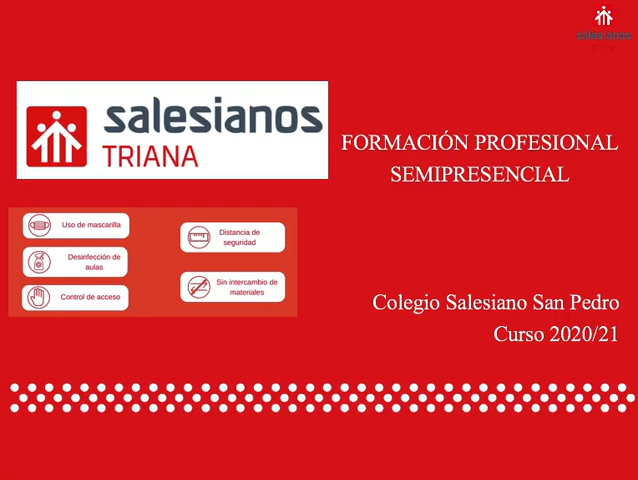 salesianos
salesianos
TRIANA
FORMACIÓN PROFESIONAL
SEMIPRESENCIAL
Uso de mascarilla
Distancia de
seguridad
Desinfección de
aulas
Sin intercambio de
materiales
Control de acceso
Colegio Salesiano San Pedro
Curso 2020/21